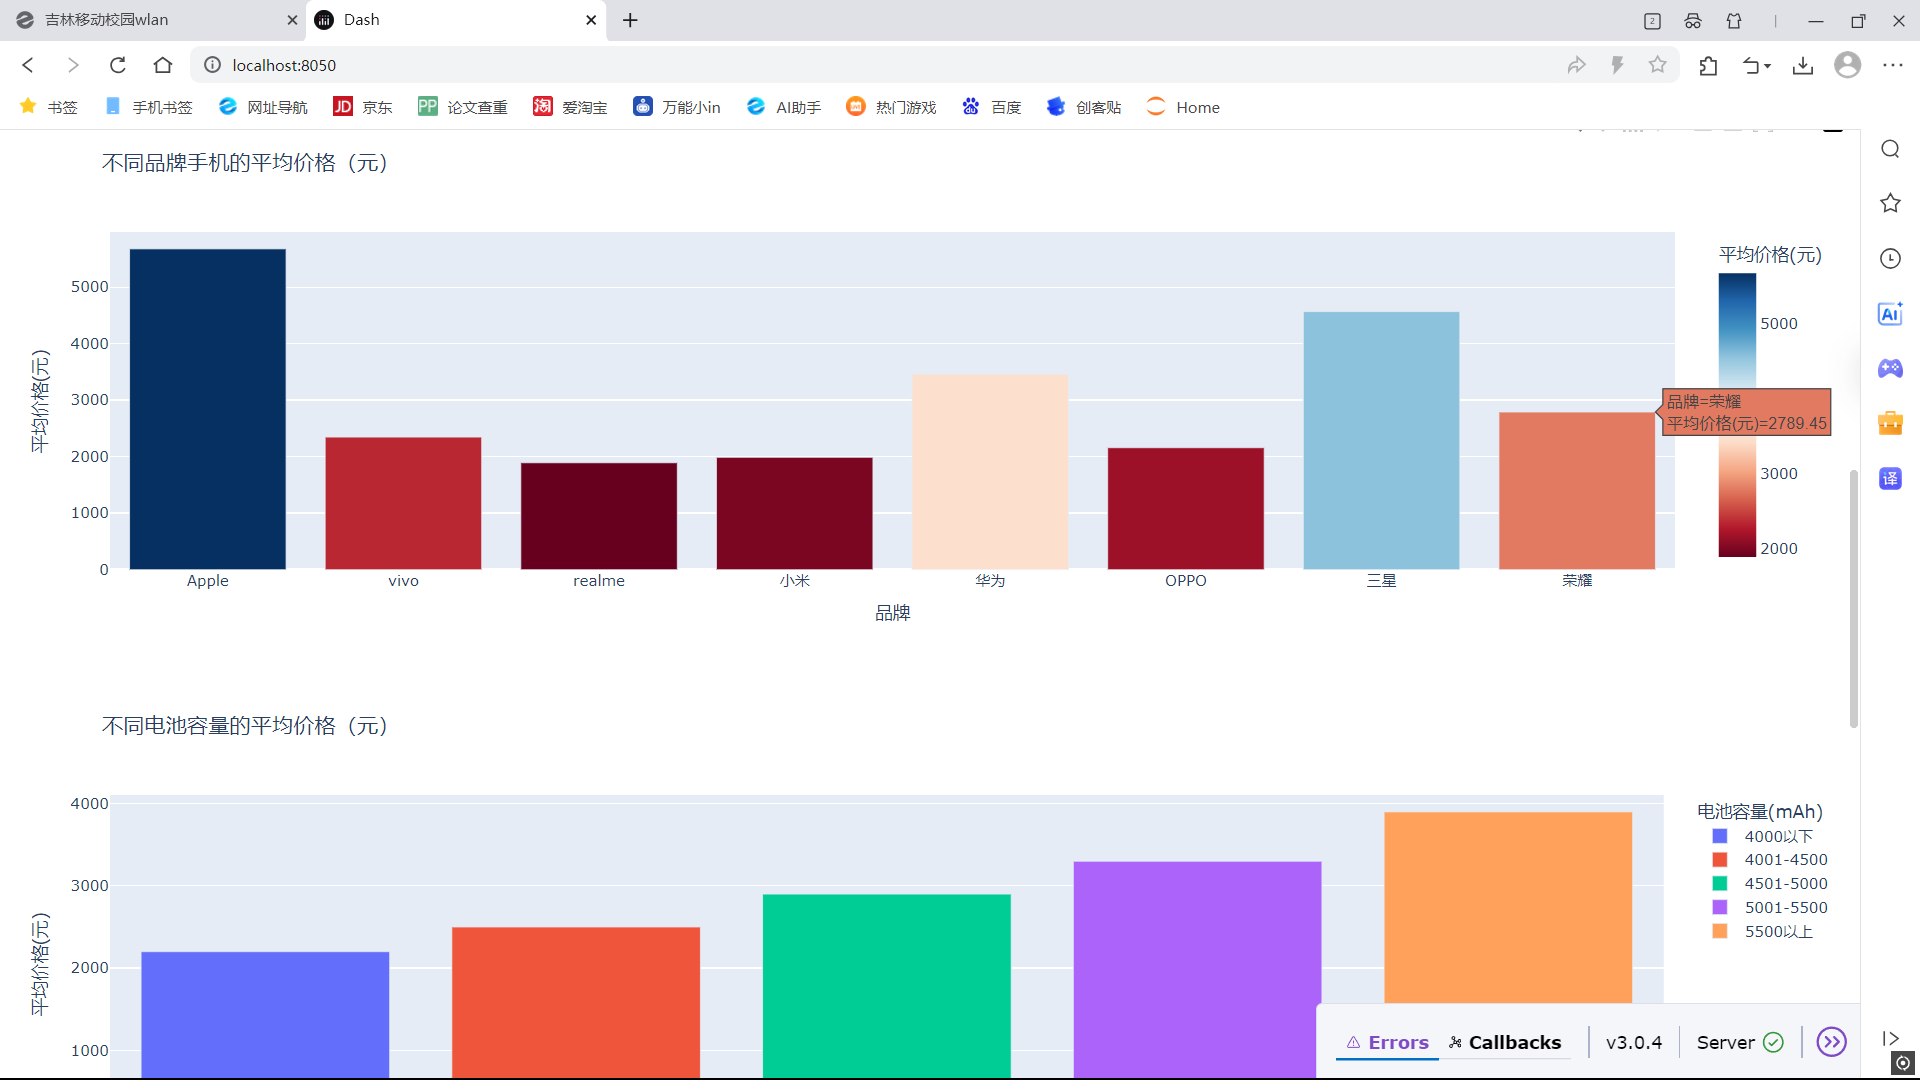 吉林移动校园wlan
Dash
2
localhost:8050
书签 手机书签 网址导航 JD 京东 PP 论文查重 淘 爱淘宝 万能小in AI助手 热门游戏 du 百度 创客贴 Home
不同品牌手机的平均价格（元）
平均价格(元)
5000
4000
3000
2000
1000
0
Apple vivo realme 小米 华为 OPPO 三星 荣耀
品牌
平均价格(元)
5000
品牌=荣耀
平均价格(元)=2789.45
3000
2000
Ai
译
不同电池容量的平均价格（元）
平均价格(元)
4000
3000
2000
1000
电池容量(mAh)
4000以下
4001-4500
4501-5000
5001-5500
5500以上
Errors Callbacks v3.0.4 Server